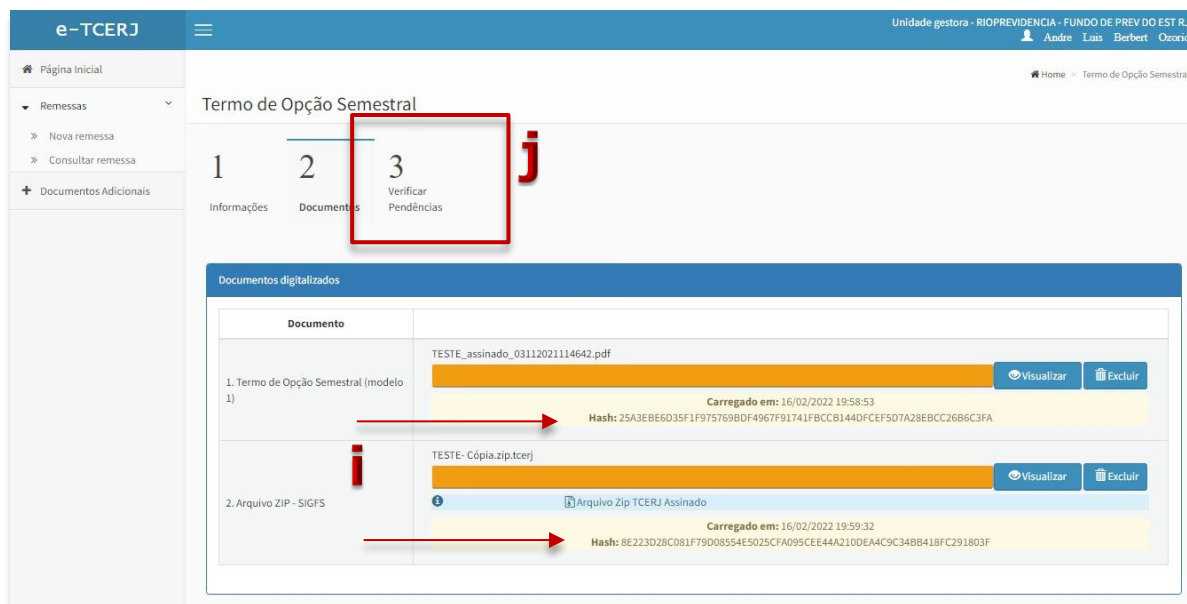 e-TCERJ
Unidade gestora - RIOPREVIDENCIA - FUNDO DE PREV DO EST R.
Andre Luis Berbert Ozorio
Página Inicial
Home > Termo de Opção Semestra
Remessas
Termo de Opção Semestral
Nova remessa
Consultar remessa
Documentos Adicionais
1
Informações
2
Documentos
3
Verificar
Pendências
j
Documentos digitalizados
Documento
1. Termo de Opção Semestral (modelo
1)
TESTE_assinado_03112021114642.pdf
Visualizar
Excluir
Carregado em: 16/02/2022 19:58:53
Hash: 25A3EBE6D35F1F975769BDF4967F91741FBCCB144DFCEF5D7A28EBCC26B6C3FA
i
2. Arquivo ZIP - SIGFS
TESTE- Cópia.zip.tcerj
Visualizar
Excluir
Arquivo Zip TCERJ Assinado
Carregado em: 16/02/2022 19:59:32
Hash: 8E223D28C081F79D08554E5025CFA095CEE44A210DEA4C9C34BB418FC291803F